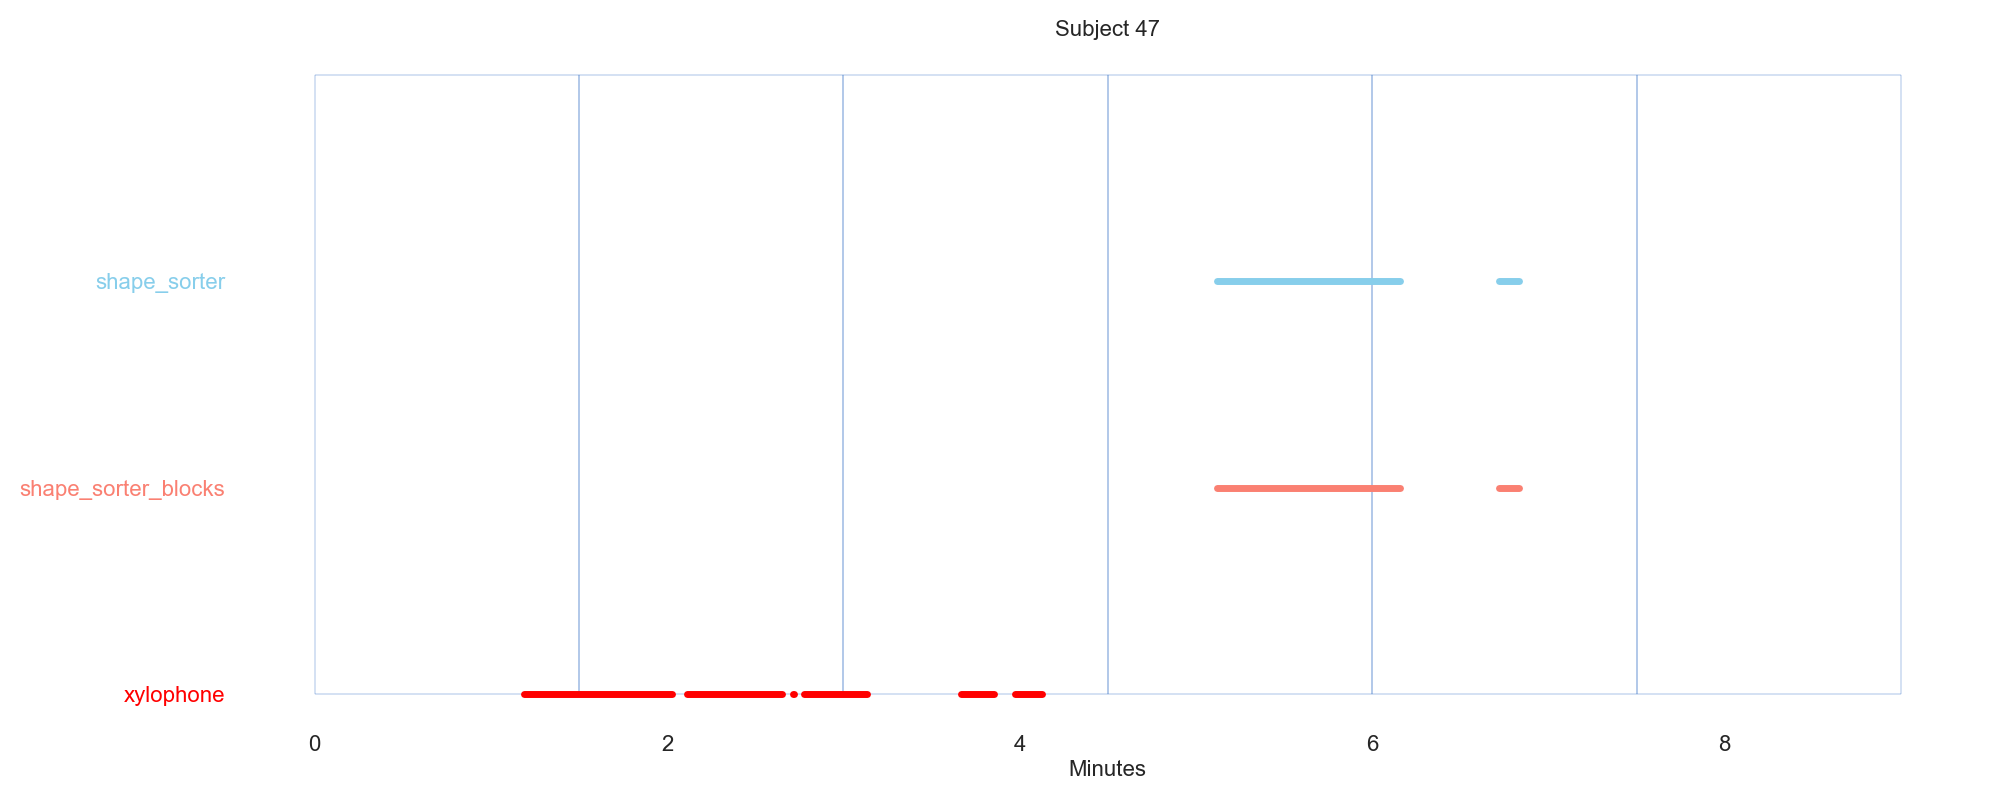 Subject 47
shape_sorter
shape_sorter_blocks
xylophone
0 2 4 6 8
Minutes